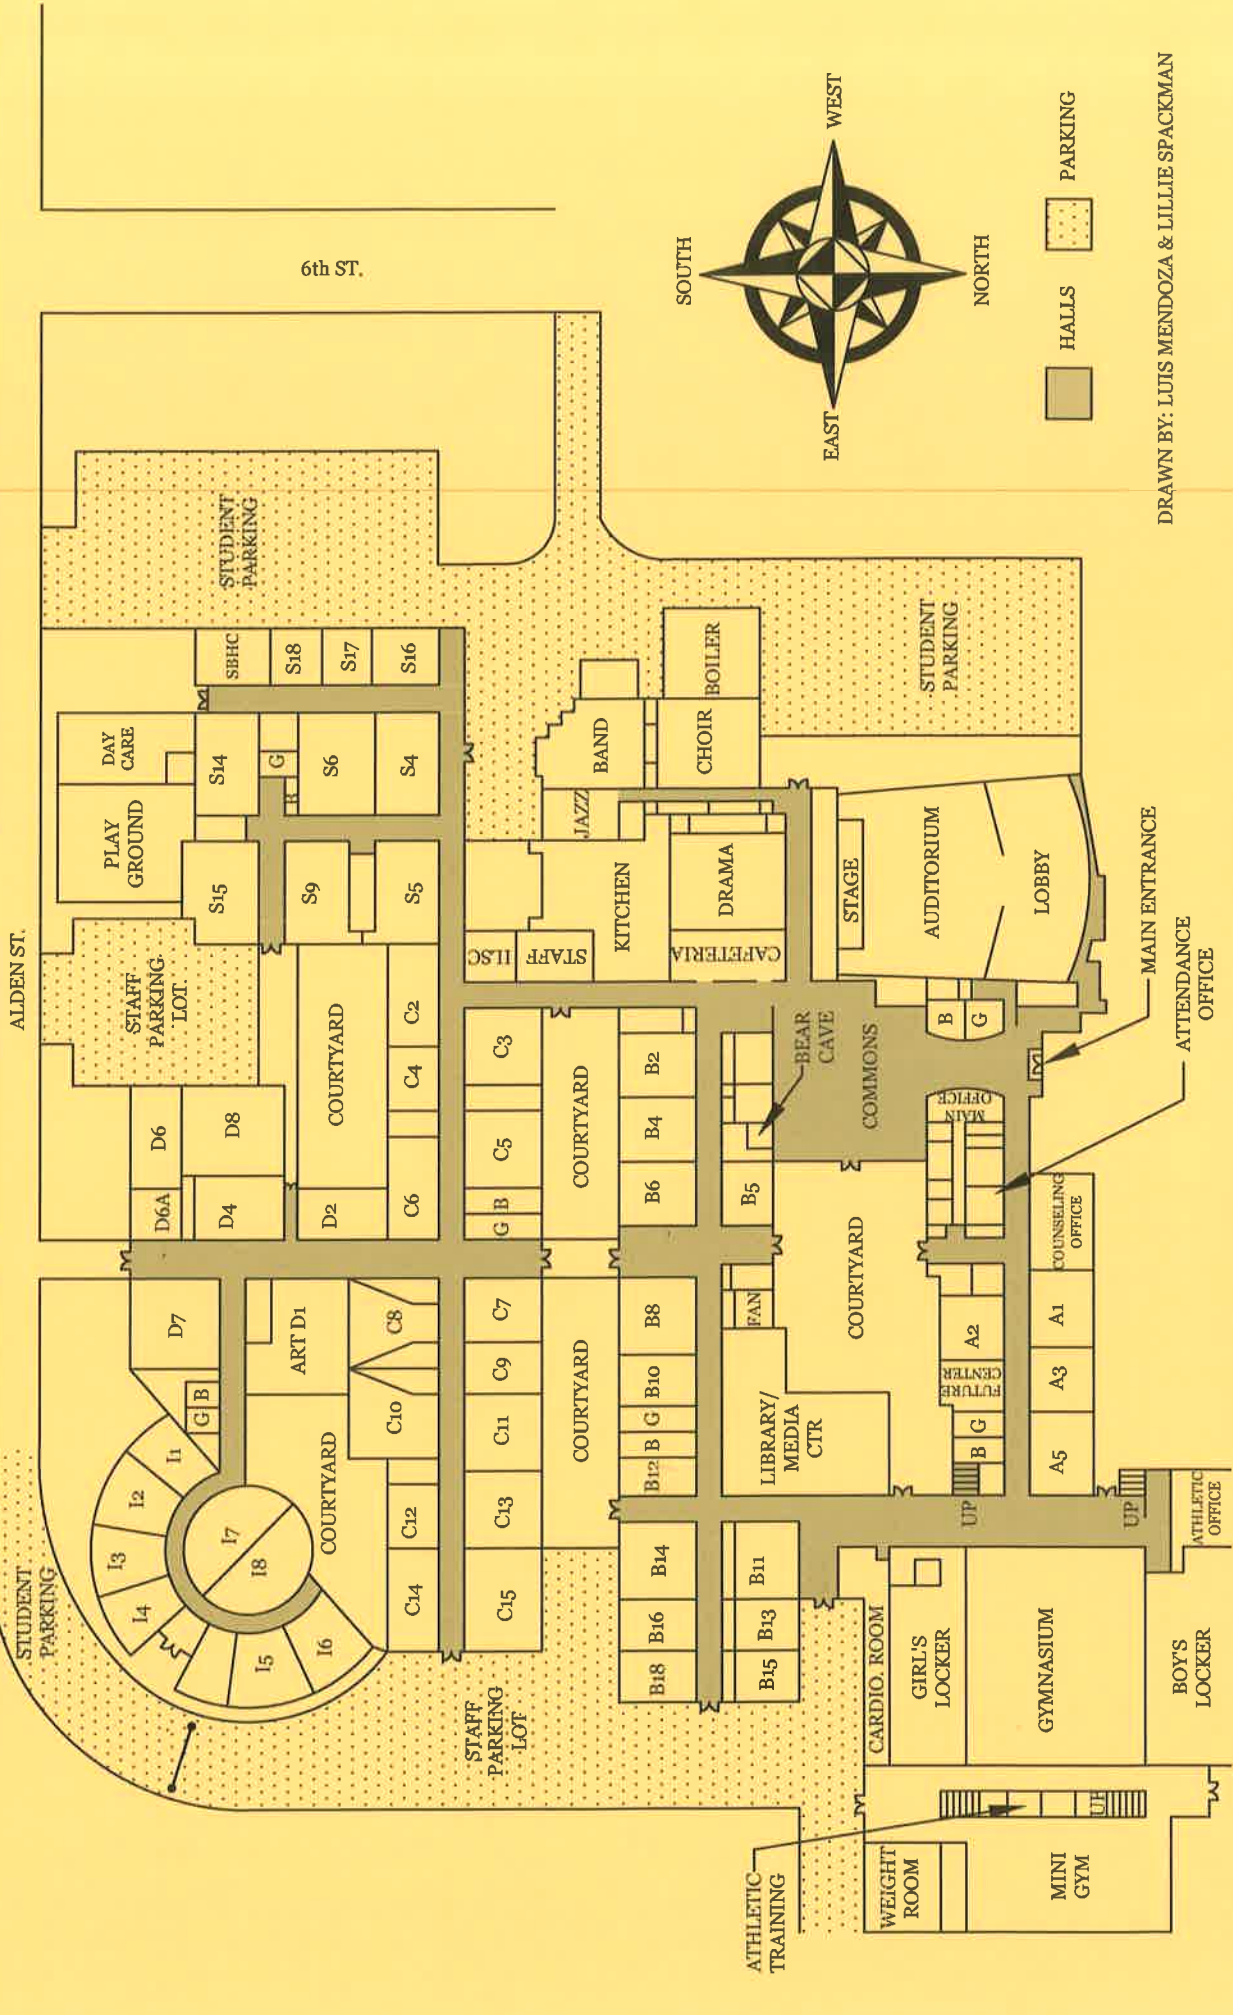 ALDEN ST.
6th ST.
STUDENT
PARKING
DAY
CARE
PLAY
GROUND
SBHC
S18
S17
S16
S14
G
B
S6
S4
S15
S9
S5
STAFF
PARKING
LOT
COURTYARD
C2
C4
C6
D6
D8
D6A
D4
D2
JAZZ
BAND
CHOIR
BOILER
KITCHEN
DRAMA
IISC
STAFF
CAFETERIA
STUDENT
PARKING
STAGE
AUDITORIUM
LOBBY
MAIN ENTRANCE
ATTENDANCE
OFFICE
C3
C5
B
G
COURTYARD
B2
B4
B6
B5
BEAR
CAVE
COMMONS
B
G
MAIN
OFFICE
COUNSELING
OFFICE
COURTYARD
D7
B
G
ART D1
C8
C10
C7
C9
C11
C13
C12
C14
C15
COURTYARD
COURTYARD
I1
I2
I3
I4
I5
I6
I7
I8
STUDENT
PARKING
STAFF
PARKING
LOT
B8
B10
G
B
B12
B14
B16
B18
FAN
LIBRARY/
MEDIA
CTR
B11
B13
B15
A2
FUTURE
CENTER
G
B
UP
A1
A3
A5
UP
ATHLETIC
OFFICE
CARDIO. ROOM
GIRL'S
LOCKER
GYMNASIUM
BOY'S
LOCKER
WEIGHT
ROOM
MINI
GYM
UP
ATHLETIC
TRAINING
SOUTH
WEST
NORTH
EAST
HALLS
PARKING
DRAWN BY: LUIS MENDOZA & LILLIE SPACKMAN